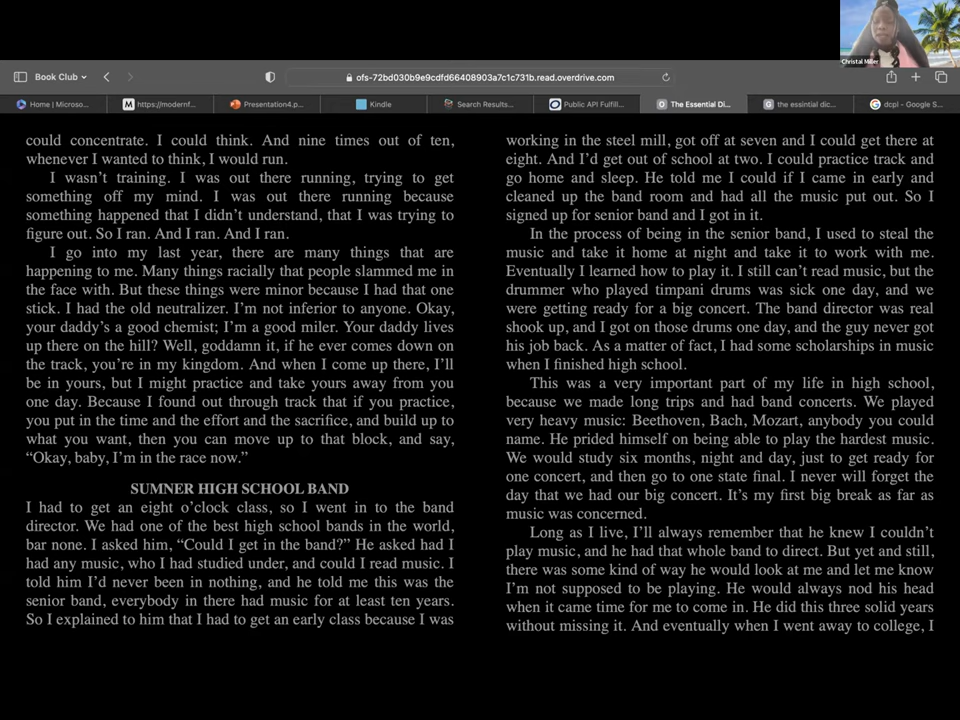 Christal Miller
Book Club
ofs-72bd030b9e9cdfd66408903a7c1c731b.read.overdrive.com
Home | Microso...
M https://modernf...
Presentation4.p...
Kindle
Search Results...
Public API Fulfill...
The Essential Di...
G the essintial dic...
dcpl - Google S...
could concentrate. I could think. And nine times out of ten,
whenever I wanted to think, I would run.
I wasn’t training. I was out there running, trying to get
something off my mind. I was out there running because
something happened that I didn’t understand, that I was trying to
figure out. So I ran. And I ran. And I ran.
I go into my last year, there are many things that are
happening to me. Many things racially that people slammed me in
the face with. But these things were minor because I had that one
stick. I had the old neutralizer. I’m not inferior to anyone. Okay,
your daddy’s a good chemist; I’m a good miler. Your daddy lives
up there on the hill? Well, goddamn it, if he ever comes down on
the track, you’re in my kingdom. And when I come up there, I’ll
be in yours, but I might practice and take yours away from you
one day. Because I found out through track that if you practice,
you put in the time and the effort and the sacrifice, and build up to
what you want, then you can move up to that block, and say,
“Okay, baby, I’m in the race now.”
SUMNER HIGH SCHOOL BAND
I had to get an eight o’clock class, so I went in to the band
director. We had one of the best high school bands in the world,
bar none. I asked him, “Could I get in the band?” He asked had I
had any music, who I had studied under, and could I read music. I
told him I’d never been in nothing, and he told me this was the
senior band, everybody in there had music for at least ten years.
So I explained to him that I had to get an early class because I was
working in the steel mill, got off at seven and I could get there at
eight. And I’d get out of school at two. I could practice track and
go home and sleep. He told me I could if I came in early and
cleaned up the band room and had all the music put out. So I
signed up for senior band and I got in it.
In the process of being in the senior band, I used to steal the
music and take it home at night and take it to work with me.
Eventually I learned how to play it. I still can’t read music, but the
drummer who played timpani drums was sick one day, and we
were getting ready for a big concert. The band director was real
shook up, and I got on those drums one day, and the guy never got
his job back. As a matter of fact, I had some scholarships in music
when I finished high school.
This was a very important part of my life in high school,
because we made long trips and had band concerts. We played
very heavy music: Beethoven, Bach, Mozart, anybody you could
name. He prided himself on being able to play the hardest music.
We would study six months, night and day, just to get ready for
one concert, and then go to one state final. I never will forget the
day that we had our big concert. It’s my first big break as far as
music was concerned.
Long as I live, I’ll always remember that he knew I couldn’t
play music, and he had that whole band to direct. But yet and still,
there was some kind of way he would look at me and let me know
I’m not supposed to be playing. He would always nod his head
when it came time for me to come in. He did this three solid years
without missing it. And eventually when I went away to college, I